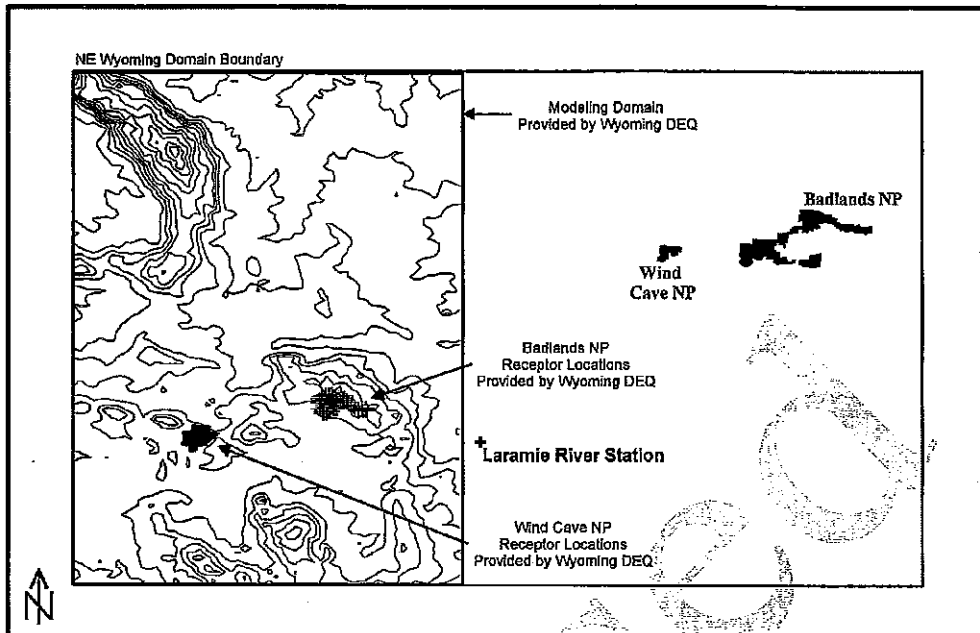 NE Wyoming Domain Boundary
Modeling Domain
Provided by Wyoming DEQ
Badlands NP
Wind
Cave NP
Badlands NP
Receptor Locations
Provided by Wyoming DEQ
Laramie River Station
Wind Cave NP
Receptor Locations
Provided by Wyoming DEQ
N